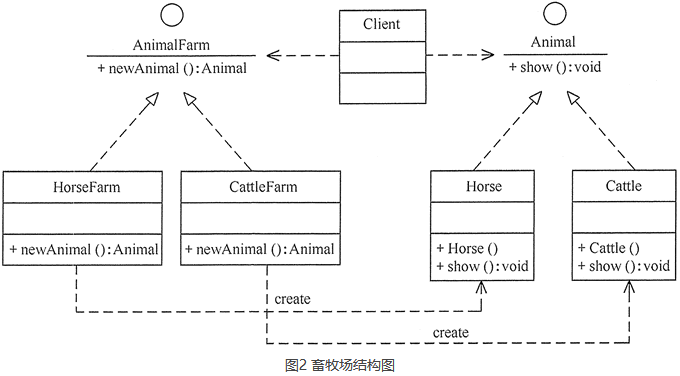 Client
AnimalFarm
+ newAnimal ():Animal
Animal
+ show ():void
HorseFarm
+ newAnimal ():Animal
CattleFarm
+ newAnimal ():Animal
Horse
+ Horse ()
+ show ():void
Cattle
+ Cattle ()
+ show ():void
create
create
图2 畜牧场结构图